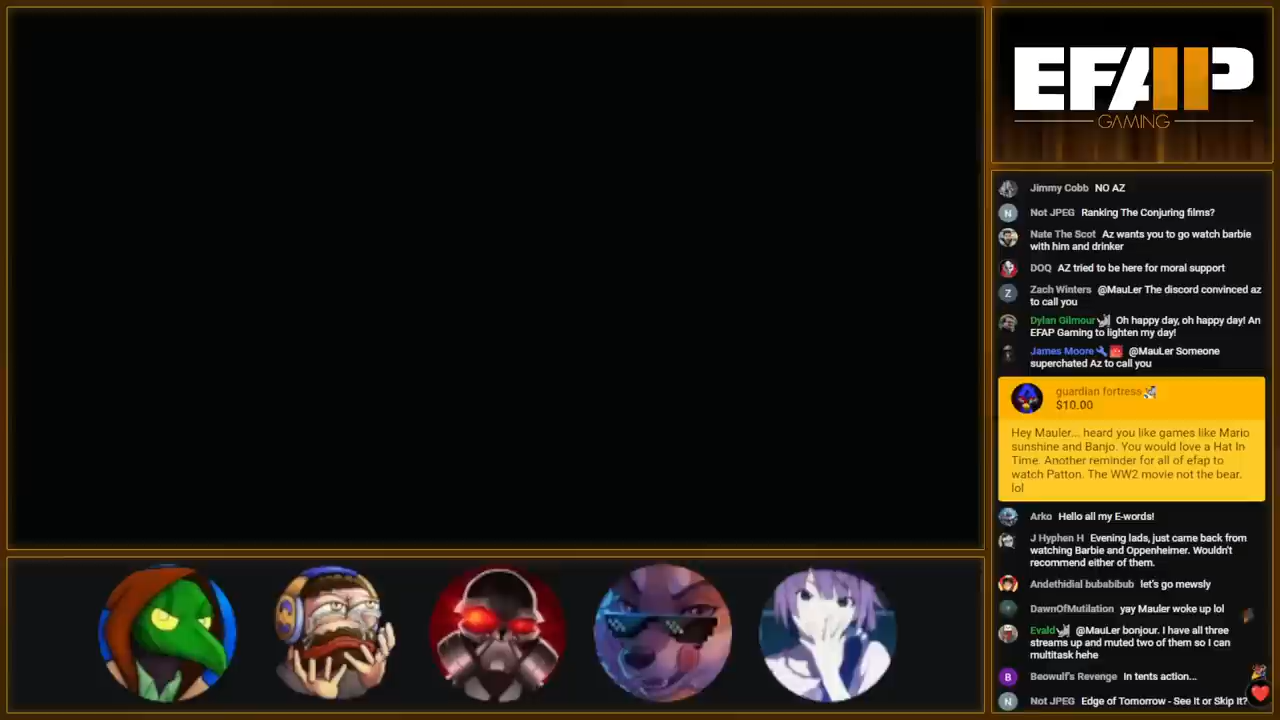 EFAP
GAMING
Jimmy Cobb NO AZ
N Not JPEG Ranking The Conjuring films?
Nate The Scot Az wants you to go watch barbie
with him and drinker
DOQ AZ tried to be here for moral support
Z Zach Winters @MauLer The discord convinced az
to call you
Dylan Gilmour Oh happy day, oh happy day! An
EFAP Gaming to lighten my day!
James Moore @MauLer Someone
superchated Az to call you
guardian fortress
$10.00
Hey Mauler... heard you like games like Mario
sunshine and Banjo. You would love a Hat In
Time. Another reminder for all of efap to
watch Patton. The WW2 movie not the bear.
lol
Arko Hello all my E-words!
J Hyphen H Evening lads, just came back from
watching Barbie and Oppenheimer. Wouldn't
recommend either of them.
Andethidial bubabibub let's go mewsly
DawnOfMutilation yay Mauler woke up lol
Evald @MauLer bonjour. I have all three
streams up and muted two of them so I can
multitask hehe
B Beowulf's Revenge In tents action...
N Not JPEG Edge of Tomorrow - See It or Skip It?